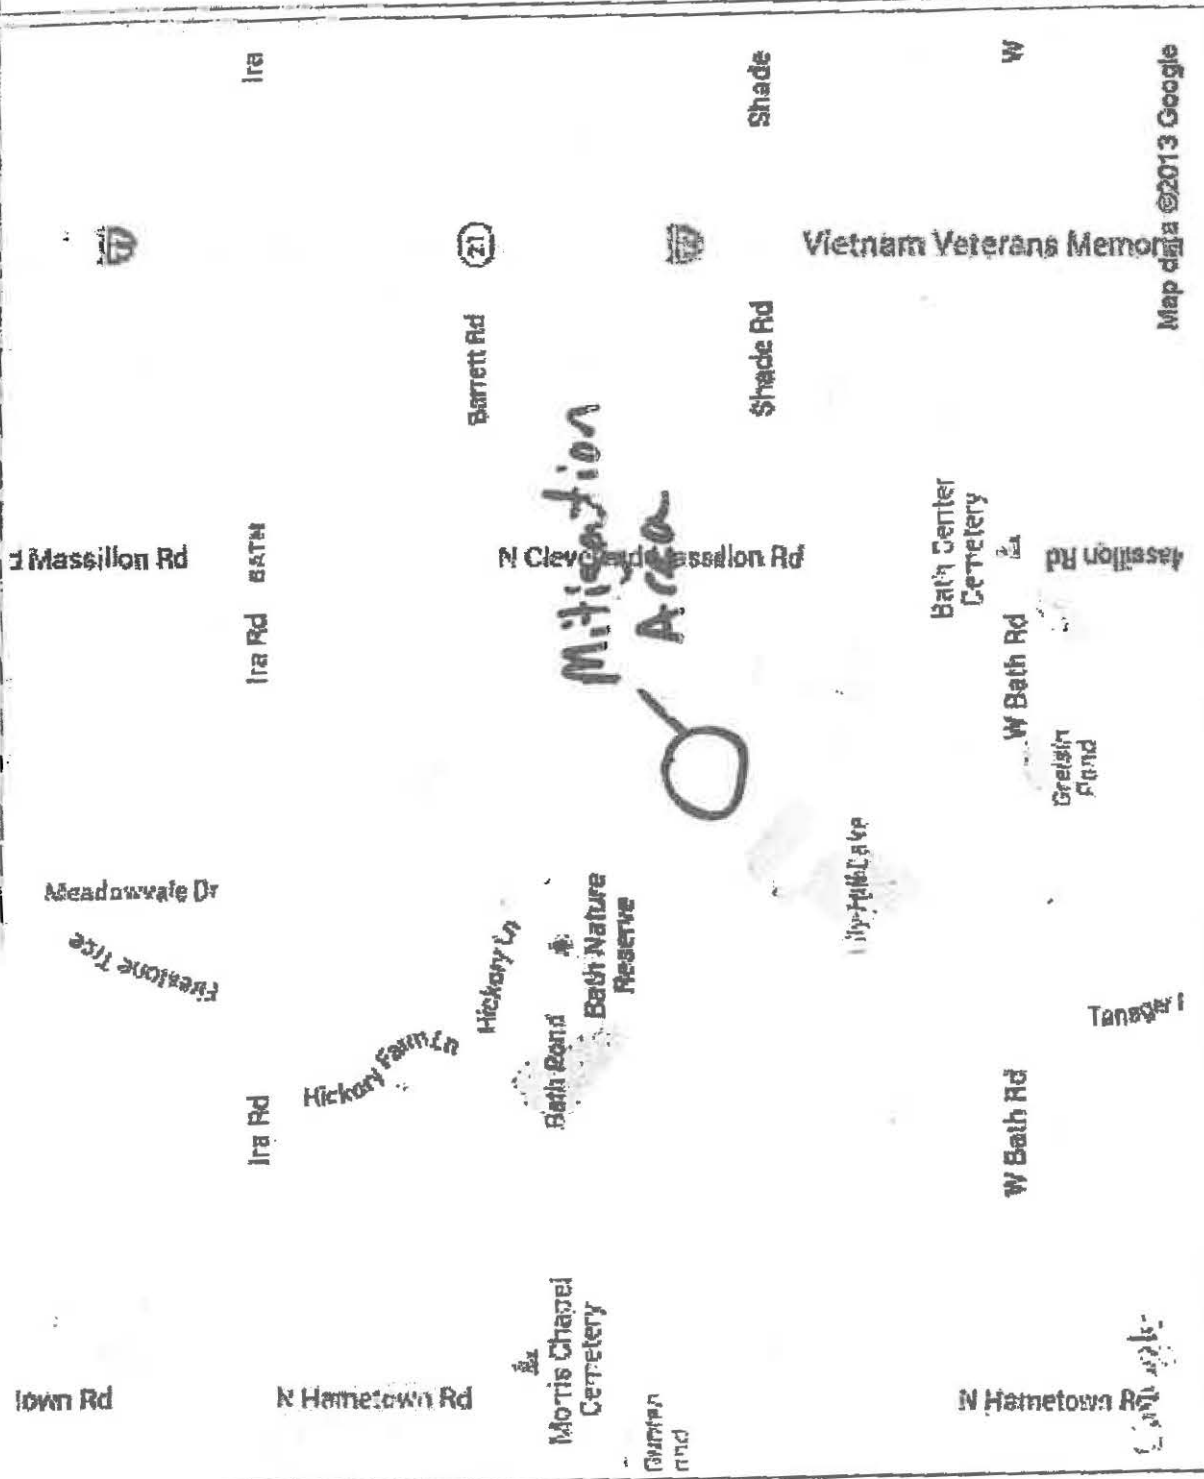 town Rd
d Massillon Rd
Meadowvale Dr
Firestone Trce
Ira Rd
Ira Rd
BATH
Ira
Hickory Farm Ln
N Hametown Rd
Hickory Ln
Barrett Rd
21
Morris Chapel
Cemetery
Bath Pond
Bath Nature
Reserve
Mitigation
Area
N Cleveland Massillon Rd
Shade Rd
Shade
Vietnam Veterans Memoria
Lake
Bath Center
Cemetery
W Bath Rd
W Bath Rd
W
Pond
N Hametown Rd
assillon Rd
Map data ©2013 Google